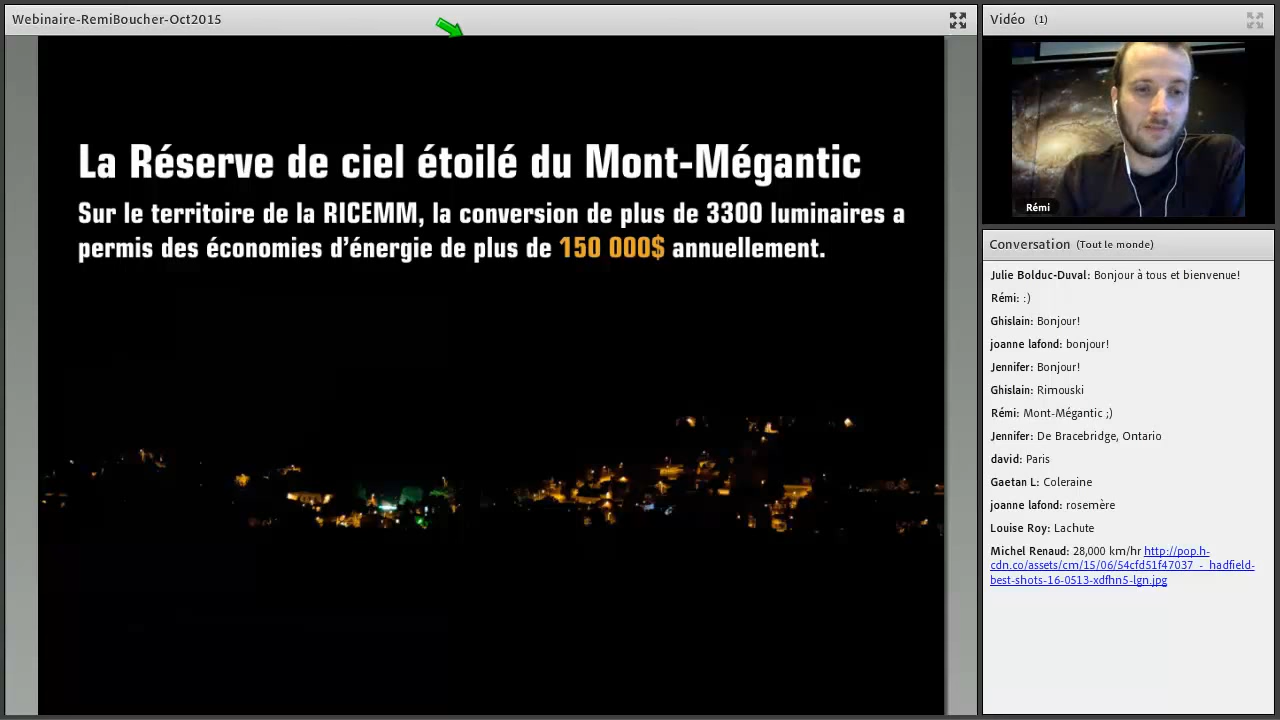 Webinaire-RemiBoucher-Oct2015
La Réserve de ciel étoilé du Mont-Mégantic
Sur le territoire de la RICEMM, la conversion de plus de 3300 luminaires a
permis des économies d’énergie de plus de 150 000$ annuellement.
Vidéo (1)
Rémi
Conversation (Tout le monde)
Julie Bolduc-Duval: Bonjour à tous et bienvenue!
Rémi: :)
Ghislain: Bonjour!
joanne lafond: bonjour!
Jennifer: Bonjour!
Ghislain: Rimouski
Rémi: Mont-Mégantic ;)
Jennifer: De Bracebridge, Ontario
david: Paris
Gaetan L: Coleraine
joanne lafond: rosemère
Louise Roy: Lachute
Michel Renaud: 28,000 km/hr http://pop.h-
cdn.co/assets/cm/15/06/54cfd51f47037_-_hadfield-
best-shots-16-0513-xdfhn5-lgn.jpg